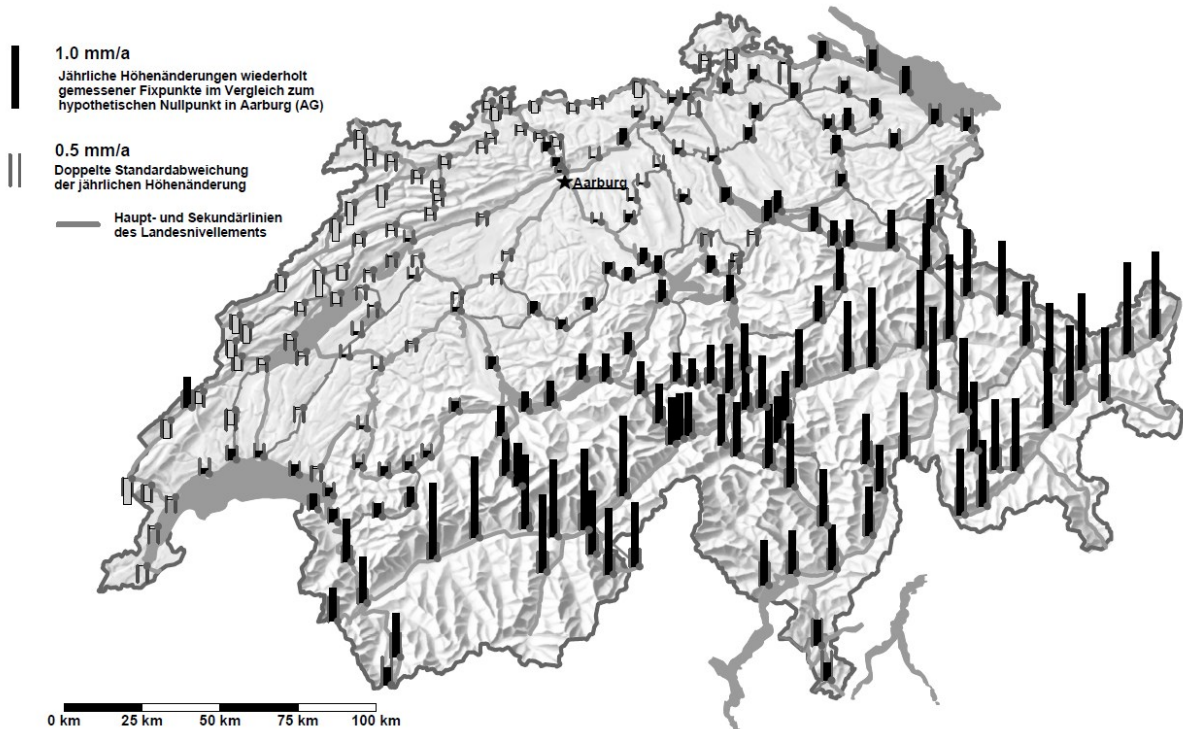 1.0 mm/a
Jährliche Höhenänderungen wiederholt
gemessener Fixpunkte im Vergleich zum
hypothetischen Nullpunkt in Aarburg (AG)
0.5 mm/a
Doppelte Standardabweichung
der jährlichen Höhenänderung
Haupt- und Sekundärlinien
des Landesnivellements
Aarburg
0 km 25 km 50 km 75 km 100 km